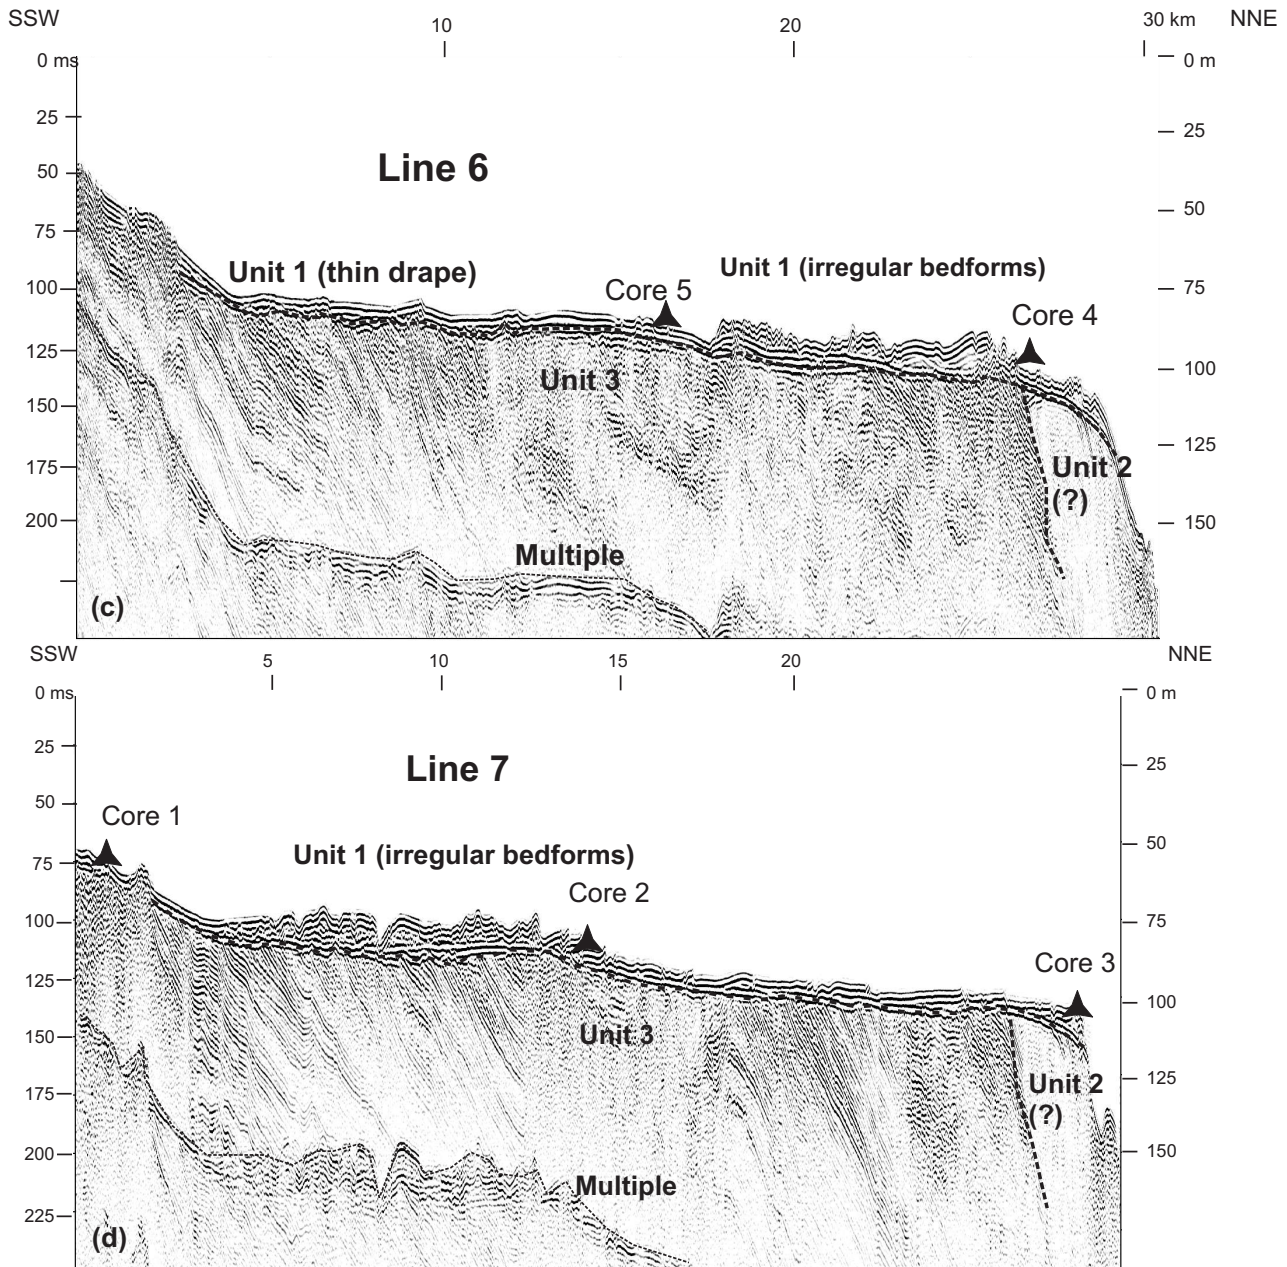 SSW 10 20 30 km NNE
0 ms 0 m
25 25
50 50
75 75
100 100
125 125
150 150
175
200
Line 6
Unit 1 (thin drape)
Unit 1 (irregular bedforms)
Core 5
Core 4
Unit 3
Unit 2
(?)
Multiple
(c)
SSW 5 10 15 20 NNE
0 ms 0 m
25 25
50 50
75 75
100 100
125 125
150 150
175
200
225
Line 7
Core 1
Unit 1 (irregular bedforms)
Core 2
Core 3
Unit 3
Unit 2
(?)
Multiple
(d)